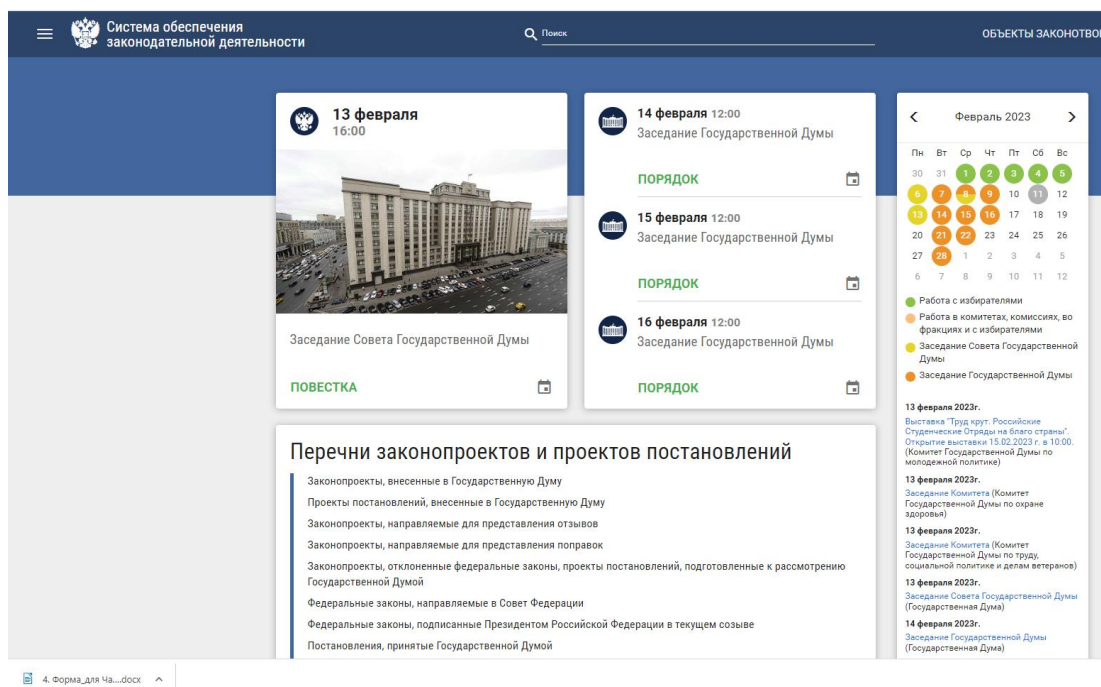 Система обеспечения
законодательной деятельности
Поиск
ОБЪЕКТЫ ЗАКОНОТВО
13 февраля
16:00
Заседание Совета Государственной Думы
ПОВЕСТКА
14 февраля 12:00
Заседание Государственной Думы
ПОРЯДОК
15 февраля 12:00
Заседание Государственной Думы
ПОРЯДОК
16 февраля 12:00
Заседание Государственной Думы
ПОРЯДОК
Февраль 2023
Пн Вт Ср Чт Пт Сб Вс
30 31 1 2 3 4 5
6 7 8 9 10 11 12
13 14 15 16 17 18 19
20 21 22 23 24 25 26
27 28 1 2 3 4 5
6 7 8 9 10 11 12
Работа с избирателями
Работа в комитетах, комиссиях, во
фракциях и с избирателями
Заседание Совета Государственной
Думы
Заседание Государственной Думы
13 февраля 2023г.
Выставка "Труд крут. Российские
Студенческие Отряды на благо страны".
Открытие выставки 15.02.2023 г. в 10:00.
(Комитет Государственной Думы по
молодежной политике)
13 февраля 2023г.
Заседание Комитета (Комитет
Государственной Думы по охране
здоровья)
13 февраля 2023г.
Заседание Комитета (Комитет
Государственной Думы по труду,
социальной политике и делам ветеранов)
13 февраля 2023г.
Заседание Совета Государственной Думы
(Государственная Дума)
14 февраля 2023г.
Заседание Государственной Думы
(Государственная Дума)
Перечни законопроектов и проектов постановлений
Законопроекты, внесенные в Государственную Думу
Проекты постановлений, внесенные в Государственную Думу
Законопроекты, направляемые для представления отзывов
Законопроекты, направляемые для представления поправок
Законопроекты, отклоненные федеральные законы, проекты постановлений, подготовленные к рассмотрению
Государственной Думой
Федеральные законы, направляемые в Совет Федерации
Федеральные законы, подписанные Президентом Российской Федерации в текущем созыве
Постановления, принятые Государственной Думой
4. Форма_для Ча....docx